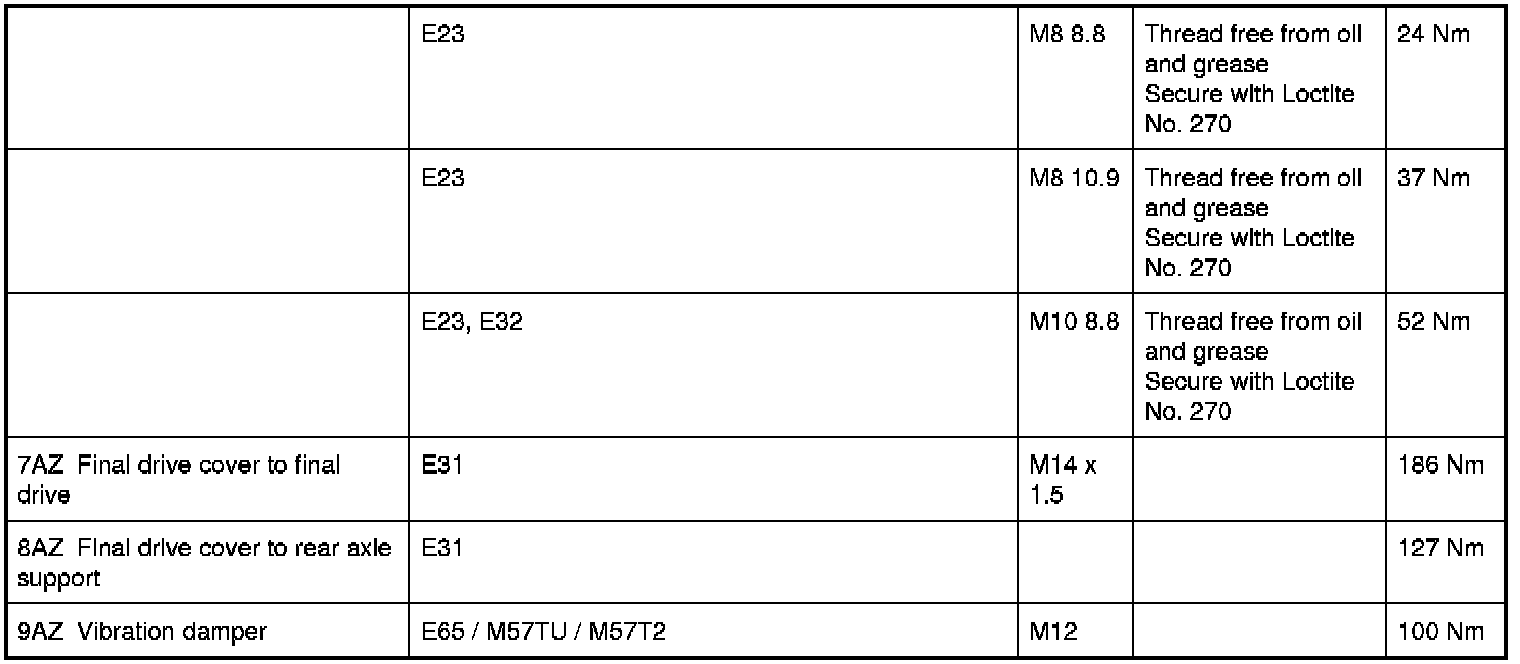 E23 M8 8.8 Thread free from oil 24 Nm
and grease
Secure with Loctite
No. 270
E23 M8 10.9 Thread free from oil 37 Nm
and grease
Secure with Loctite
No. 270
E23, E32 M10 8.8 Thread free from oil 52 Nm
and grease
Secure with Loctite
No. 270
7AZ Final drive cover to final E31 M14 x 186 Nm
drive 1.5
8AZ Final drive cover to rear axle E31 127 Nm
support
9AZ Vibration damper E65 / M57TU / M57T2 M12 100 Nm